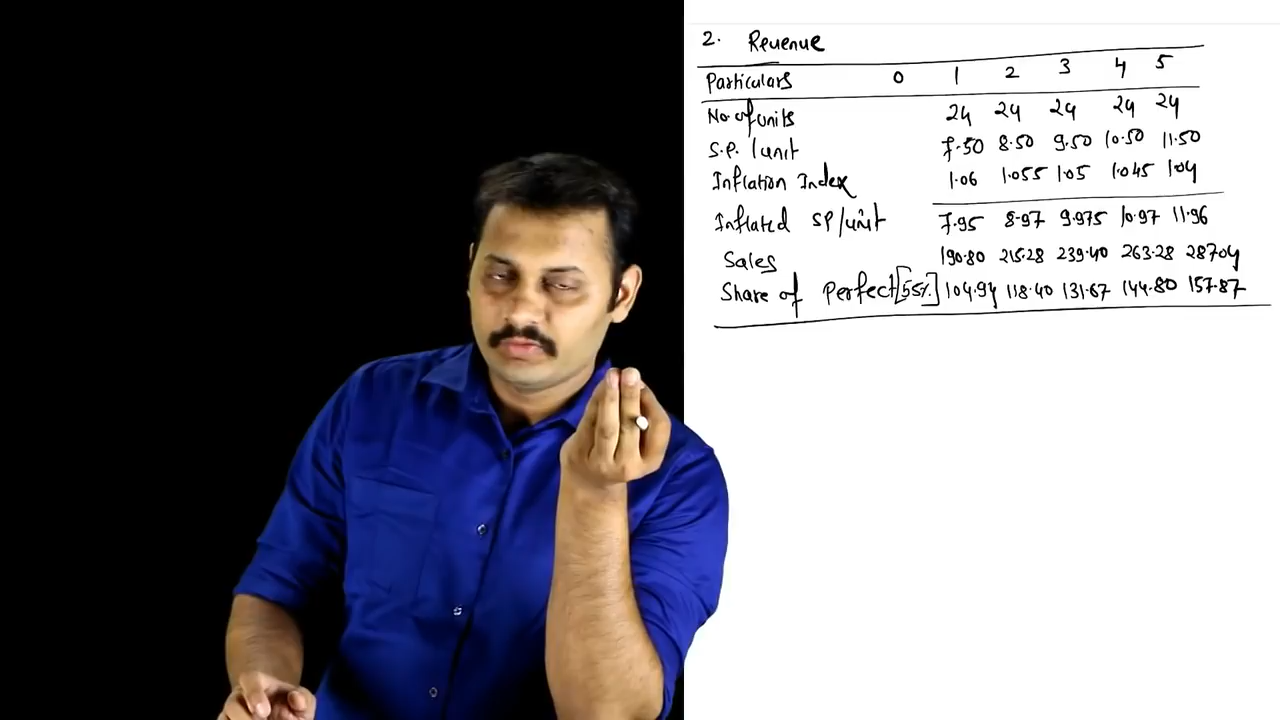 2. Revenue
Particulars 0 1 2 3 4 5
No. of units 24 24 24 24 24
S.P. / unit 7.50 8.50 9.50 10.50 11.50
Inflation Index 1.06 1.055 1.05 1.045 1.04
Inflated SP/unit 7.95 8.97 9.975 10.97 11.96
Sales 190.80 215.28 239.40 263.28 287.04
Share of Perfect [55%] 104.94 118.40 131.67 144.80 157.87